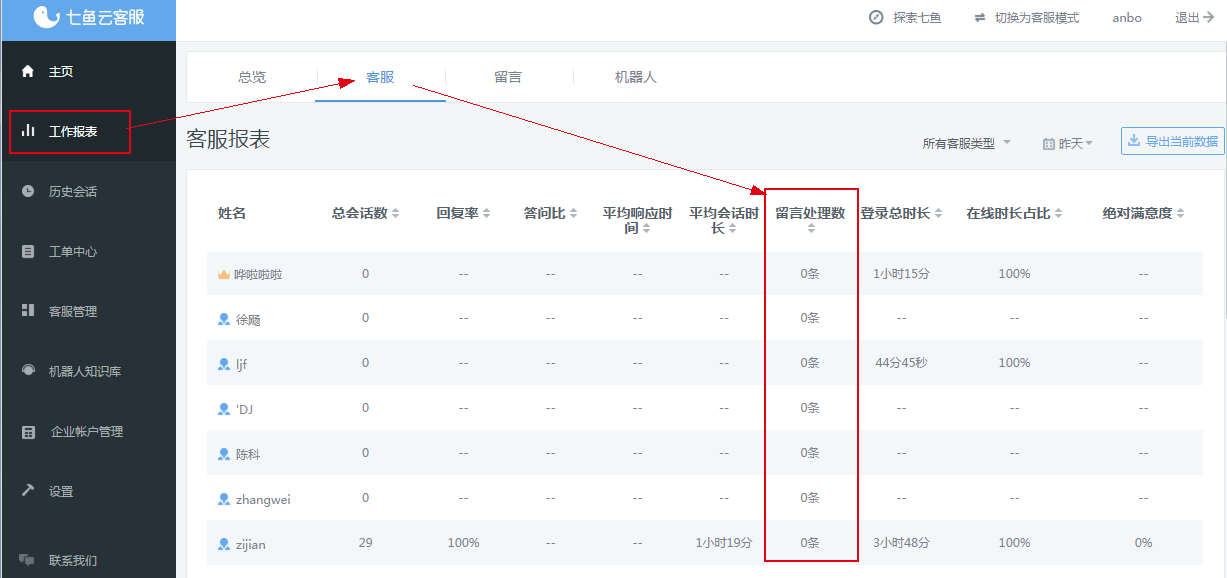 七鱼云客服
探索七鱼 切换为客服模式 anbo 退出
主页
工作报表
历史会话
工单中心
客服管理
机器人知识库
企业帐户管理
设置
联系我们
总览 客服 留言 机器人
客服报表
所有客服类型 昨天 导出当前数据
姓名 总会话数 回复率 答问比 平均响应时间 平均会话时长 留言处理数 登录总时长 在线时长占比 绝对满意度
哗啦啦啦 0 -- -- -- -- 0条 1小时15分 100% --
徐飏 0 -- -- -- -- 0条 -- -- --
ljf 0 -- -- -- -- 0条 44分45秒 100% --
'DJ 0 -- -- -- -- 0条 -- -- --
陈科 0 -- -- -- -- 0条 -- -- --
zhangwei 0 -- -- -- -- 0条 -- -- --
zijian 29 100% -- -- 1小时19分 0条 3小时48分 100% 0%